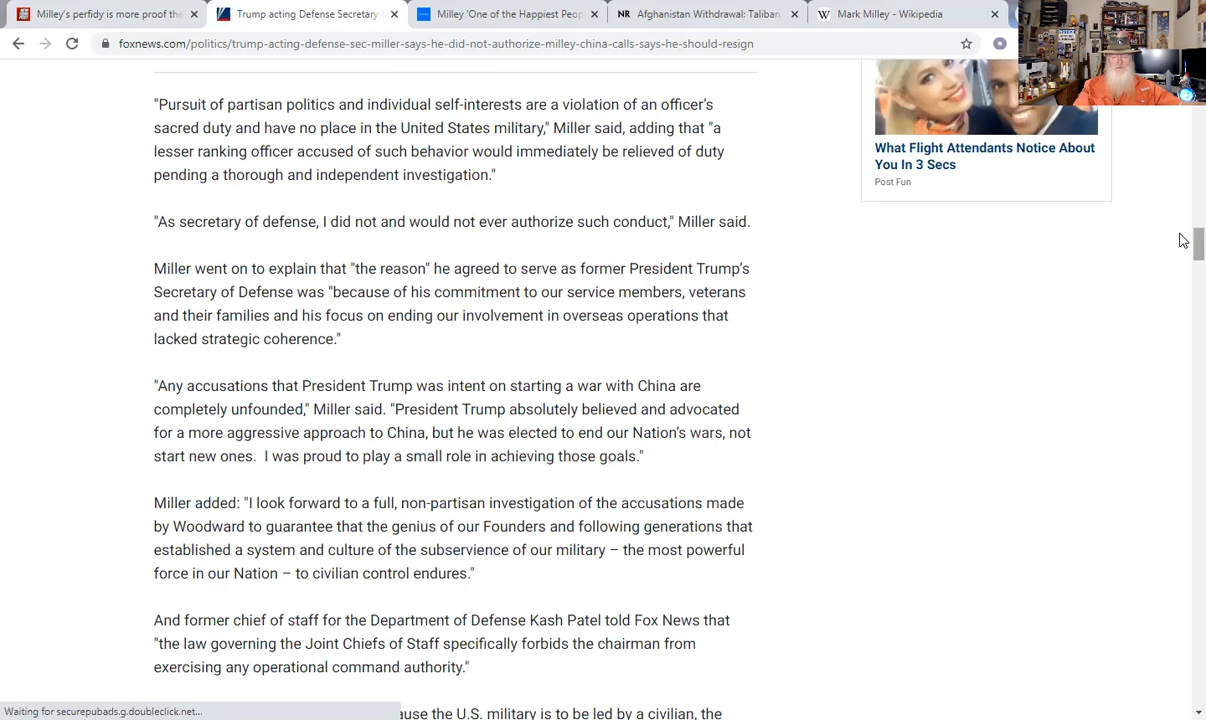 Milley's perfidy is more proof the
Trump acting Defense Secretary
Milley 'One of the Happiest Peop
NR Afghanistan Withdrawal: Taliban
W Mark Milley - Wikipedia
foxnews.com/politics/trump-acting-defense-sec-miller-says-he-did-not-authorize-milley-china-calls-says-he-should-resign
"Pursuit of partisan politics and individual self-interests are a violation of an officer's
sacred duty and have no place in the United States military," Miller said, adding that "a
lesser ranking officer accused of such behavior would immediately be relieved of duty
pending a thorough and independent investigation."
"As secretary of defense, I did not and would not ever authorize such conduct," Miller said.
Miller went on to explain that "the reason" he agreed to serve as former President Trump's
Secretary of Defense was "because of his commitment to our service members, veterans
and their families and his focus on ending our involvement in overseas operations that
lacked strategic coherence."
"Any accusations that President Trump was intent on starting a war with China are
completely unfounded," Miller said. "President Trump absolutely believed and advocated
for a more aggressive approach to China, but he was elected to end our Nation's wars, not
start new ones.  I was proud to play a small role in achieving those goals."
Miller added: "I look forward to a full, non-partisan investigation of the accusations made
by Woodward to guarantee that the genius of our Founders and following generations that
established a system and culture of the subservience of our military – the most powerful
force in our Nation – to civilian control endures."
And former chief of staff for the Department of Defense Kash Patel told Fox News that
"the law governing the Joint Chiefs of Staff specifically forbids the chairman from
exercising any operational command authority."
ause the U.S. military is to be led by a civilian, the
What Flight Attendants Notice About
You In 3 Secs
Post Fun
Waiting for securepubads.g.doubleclick.net...